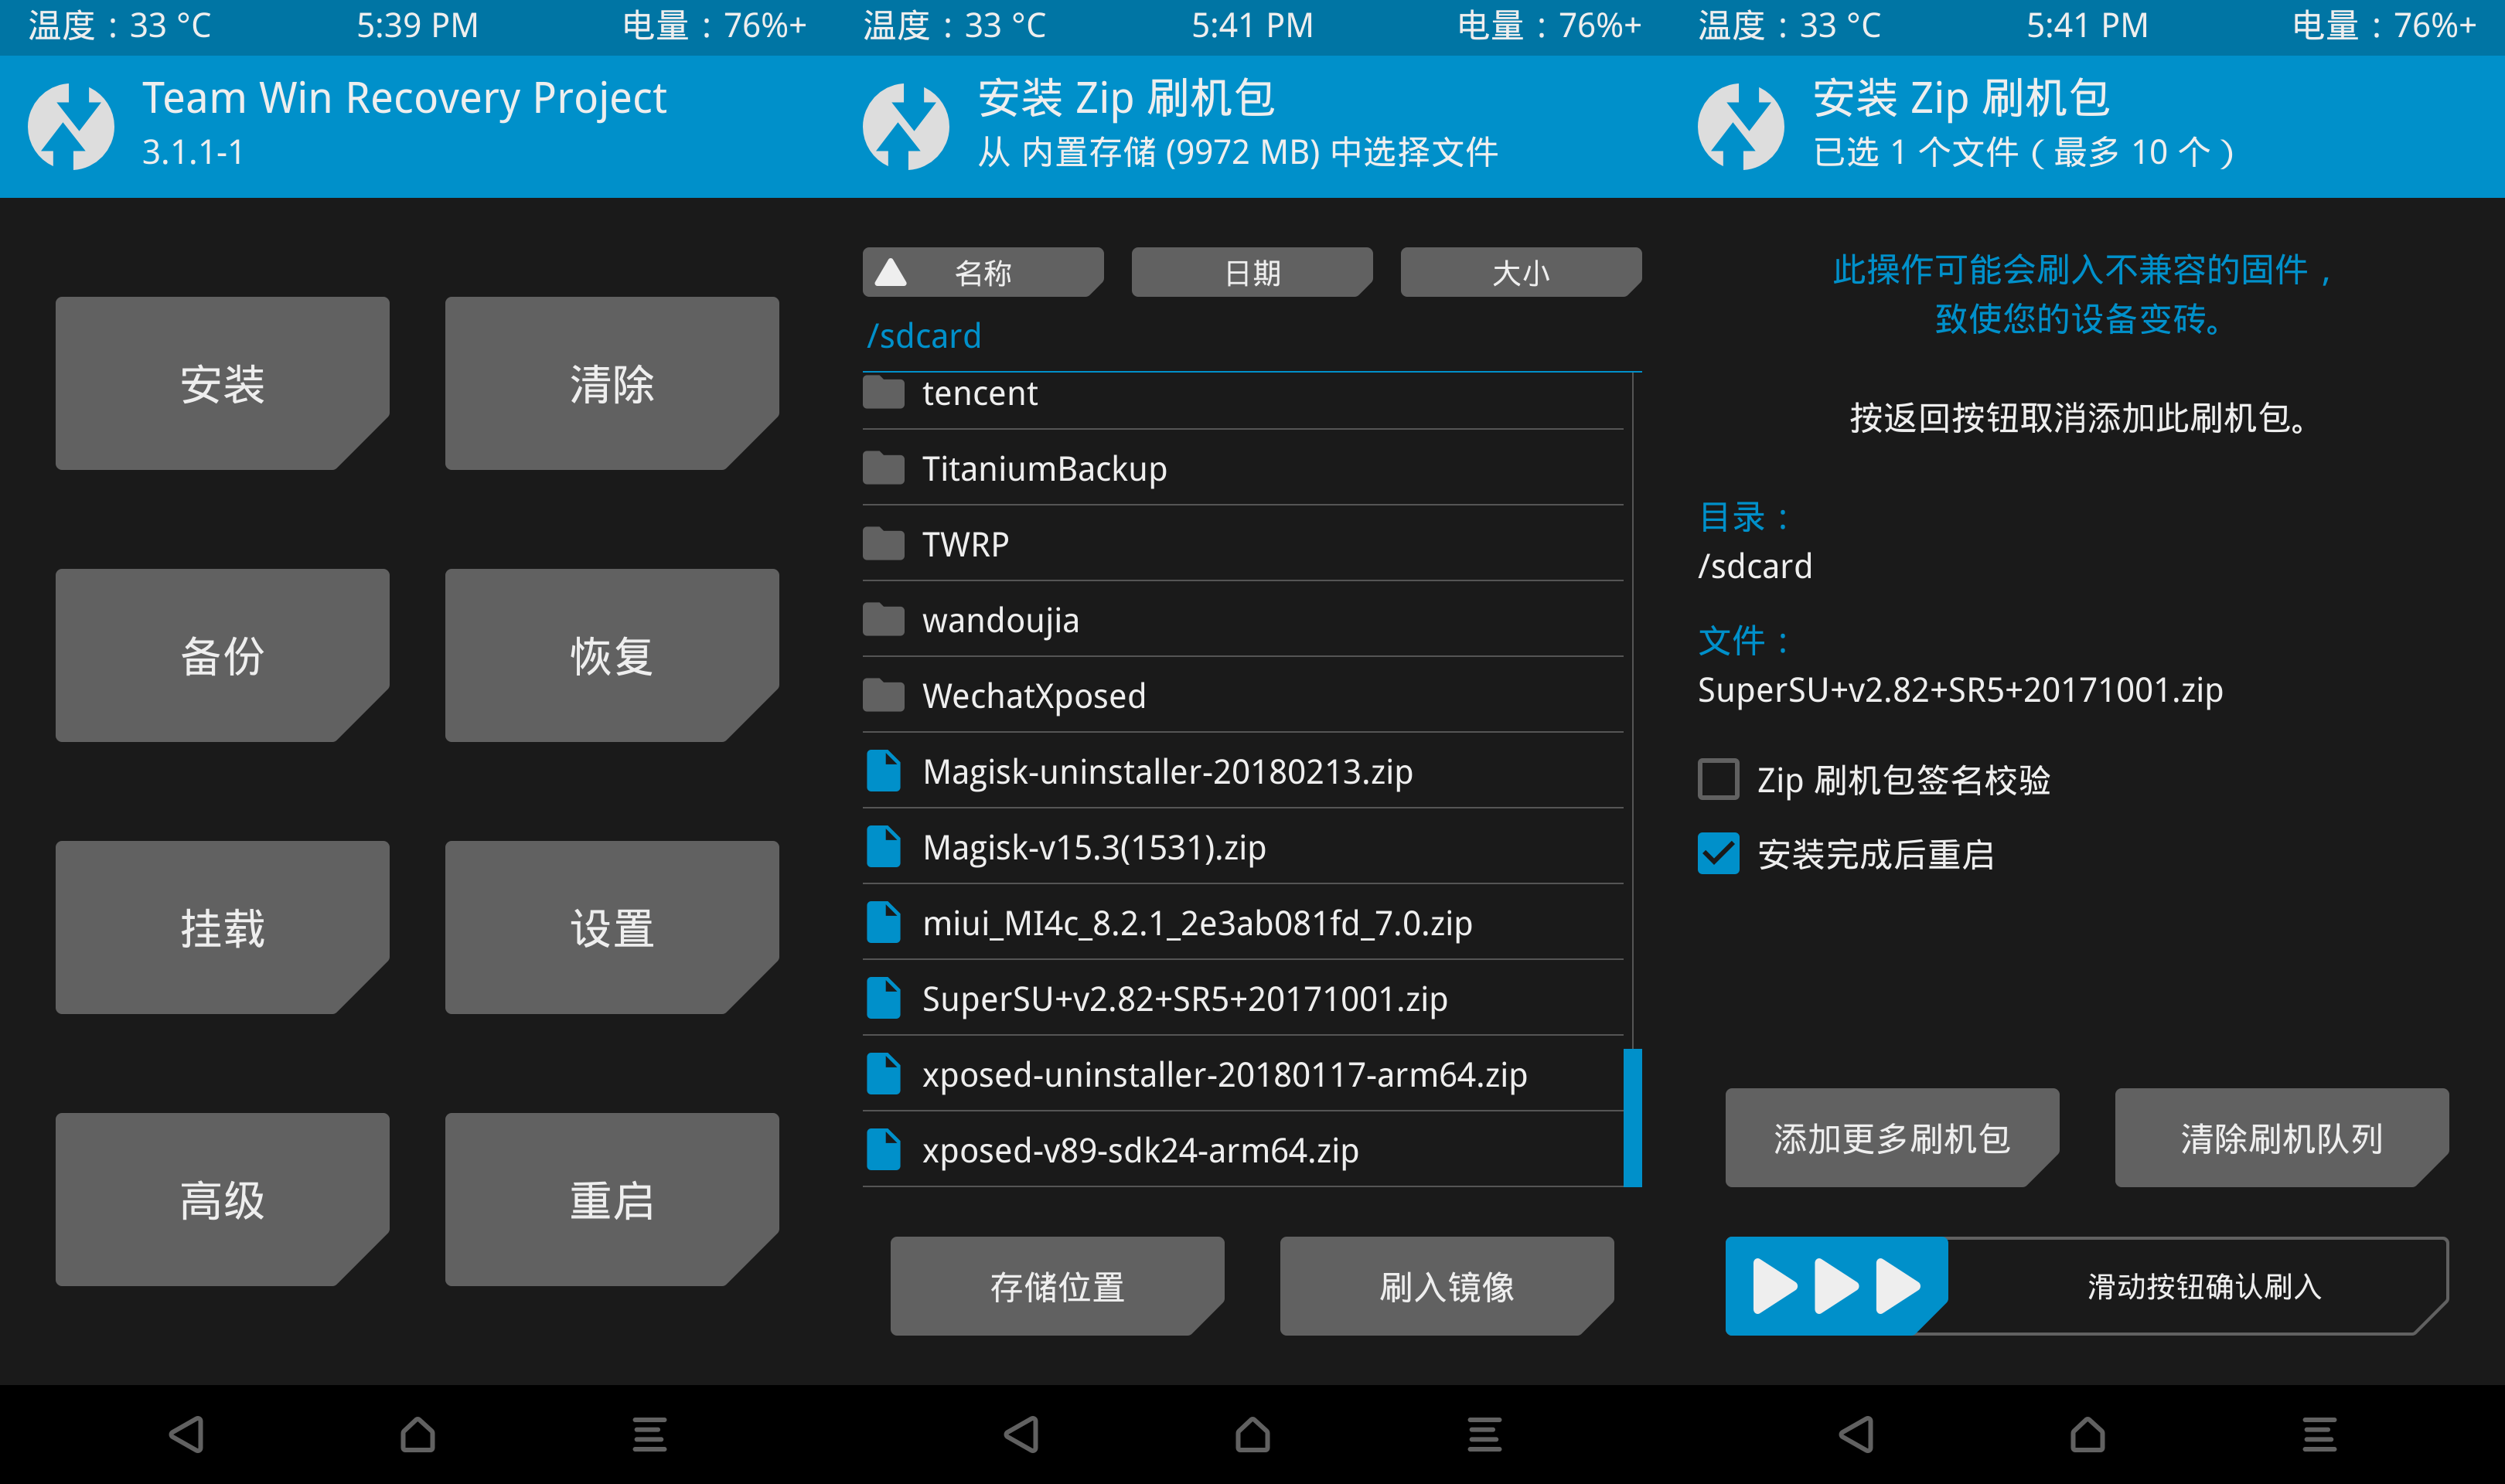 温度：33 °C 5:39 PM 电量：76%+
Team Win Recovery Project
3.1.1-1
安装 清除
备份 恢复
挂载 设置
高级 重启
温度：33 °C 5:41 PM 电量：76%+
安装 Zip 刷机包
从 内置存储 (9972 MB) 中选择文件
名称 日期 大小
/sdcard
tencent
TitaniumBackup
TWRP
wandoujia
WechatXposed
Magisk-uninstaller-20180213.zip
Magisk-v15.3(1531).zip
miui_MI4c_8.2.1_2e3ab081fd_7.0.zip
SuperSU+v2.82+SR5+20171001.zip
xposed-uninstaller-20180117-arm64.zip
xposed-v89-sdk24-arm64.zip
存储位置 刷入镜像
温度：33 °C 5:41 PM 电量：76%+
安装 Zip 刷机包
已选 1 个文件（最多 10 个）
此操作可能会刷入不兼容的固件，
致使您的设备变砖。
按返回按钮取消添加此刷机包。
目录：
/sdcard
文件：
SuperSU+v2.82+SR5+20171001.zip
Zip 刷机包签名校验
安装完成后重启
添加更多刷机包 清除刷机队列
滑动按钮确认刷入